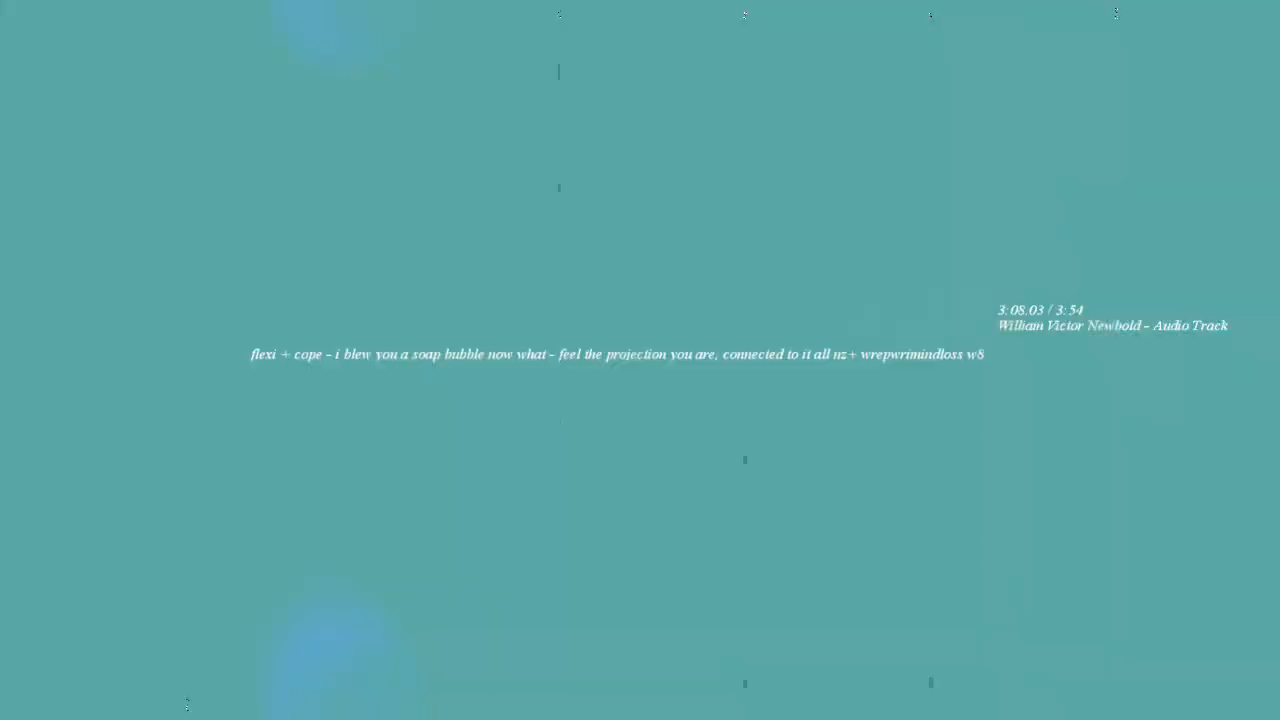 3:08.03 / 3:54
William Victor Newbold - Audio Track
flexi + cope - i blew you a soap bubble now what - feel the projection you are, connected to it all nz+ wrepwrimindloss w8